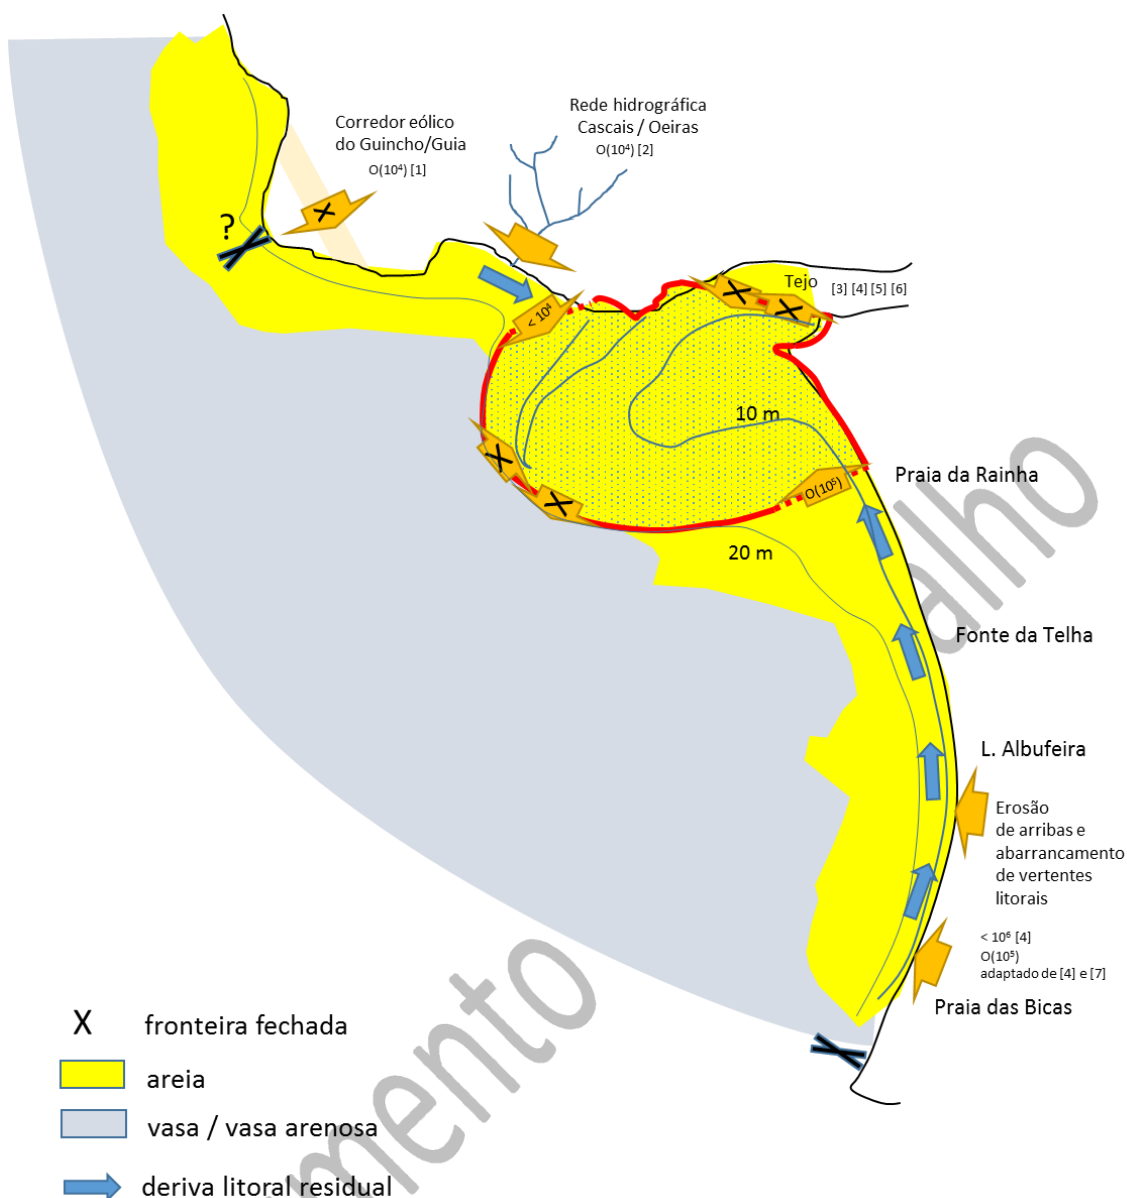 Corredor eólico
do Guincho/Guia
O(10⁴) [1]
Rede hidrográfica
Cascais / Oeiras
O(10⁴) [2]
?
X
< 10⁴
X
X
Tejo
[3] [4] [5] [6]
10 m
X
X
O(10⁵)
Praia da Rainha
20 m
alho
Fonte da Telha
L. Albufeira
Erosão
de arribas e
abarrancamento
de vertentes
litorais
< 10⁶ [4]
O(10⁵)
adaptado de [4] e [7]
Praia das Bicas
mento
X fronteira fechada
areia
vasa / vasa arenosa
deriva litoral residual